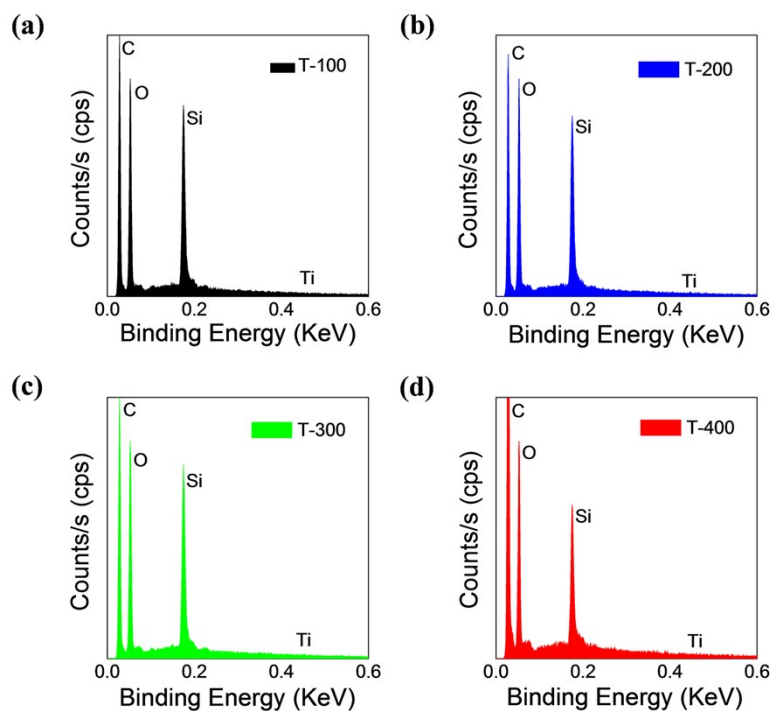 (a)
C
T-100
O
Si
Counts/s (cps)
Ti
0.0 0.2 0.4 0.6
Binding Energy (KeV)
(b)
C
T-200
O
Si
Counts/s (cps)
Ti
0.0 0.2 0.4 0.6
Binding Energy (KeV)
(c)
C
T-300
O
Si
Counts/s (cps)
Ti
0.0 0.2 0.4 0.6
Binding Energy (KeV)
(d)
C
T-400
O
Si
Counts/s (cps)
Ti
0.0 0.2 0.4 0.6
Binding Energy (KeV)